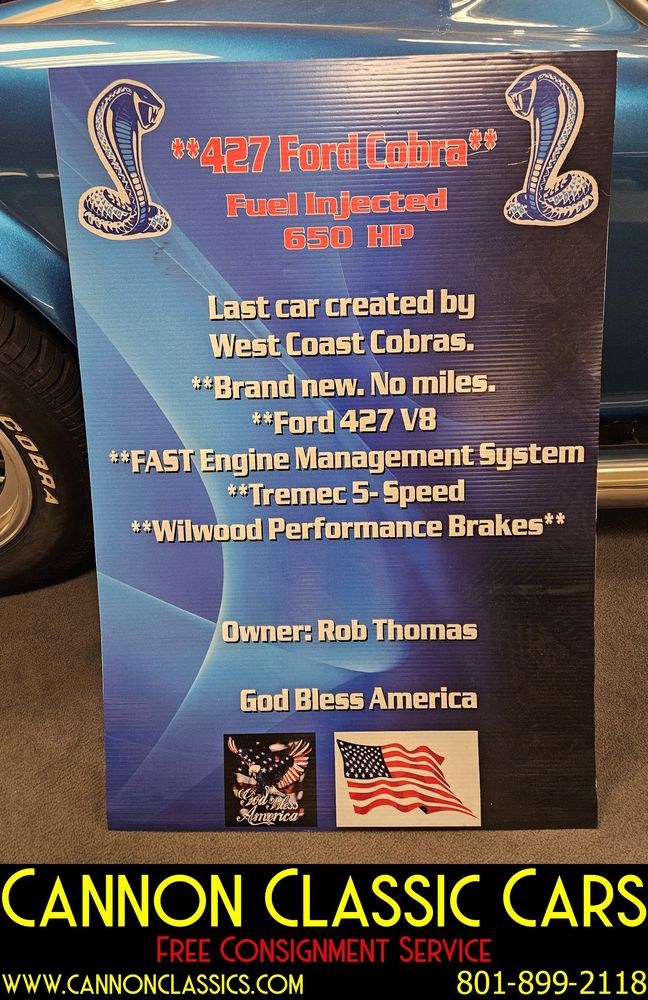 **427 Ford Cobra**
Fuel Injected
650 HP
Last car created by
West Coast Cobras.
**Brand new. No miles.
**Ford 427 V8
**FAST Engine Management System
**Tremec 5-Speed
**Wilwood Performance Brakes**
COBRA
Owner: Rob Thomas
God Bless America
God Bless
America
CANNON CLASSIC CARS
FREE CONSIGNMENT SERVICE
WWW.CANNONCLASSICS.COM 801-899-2118